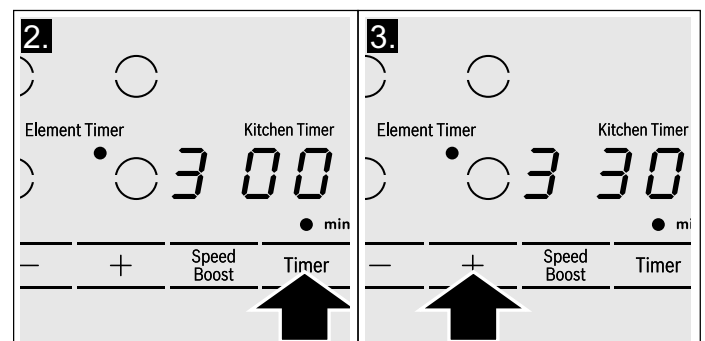 2.
Element Timer Kitchen Timer
3 00
min
− + Speed Boost Timer
3.
Element Timer Kitchen Timer
3 30
mi
− + Speed Boost Timer